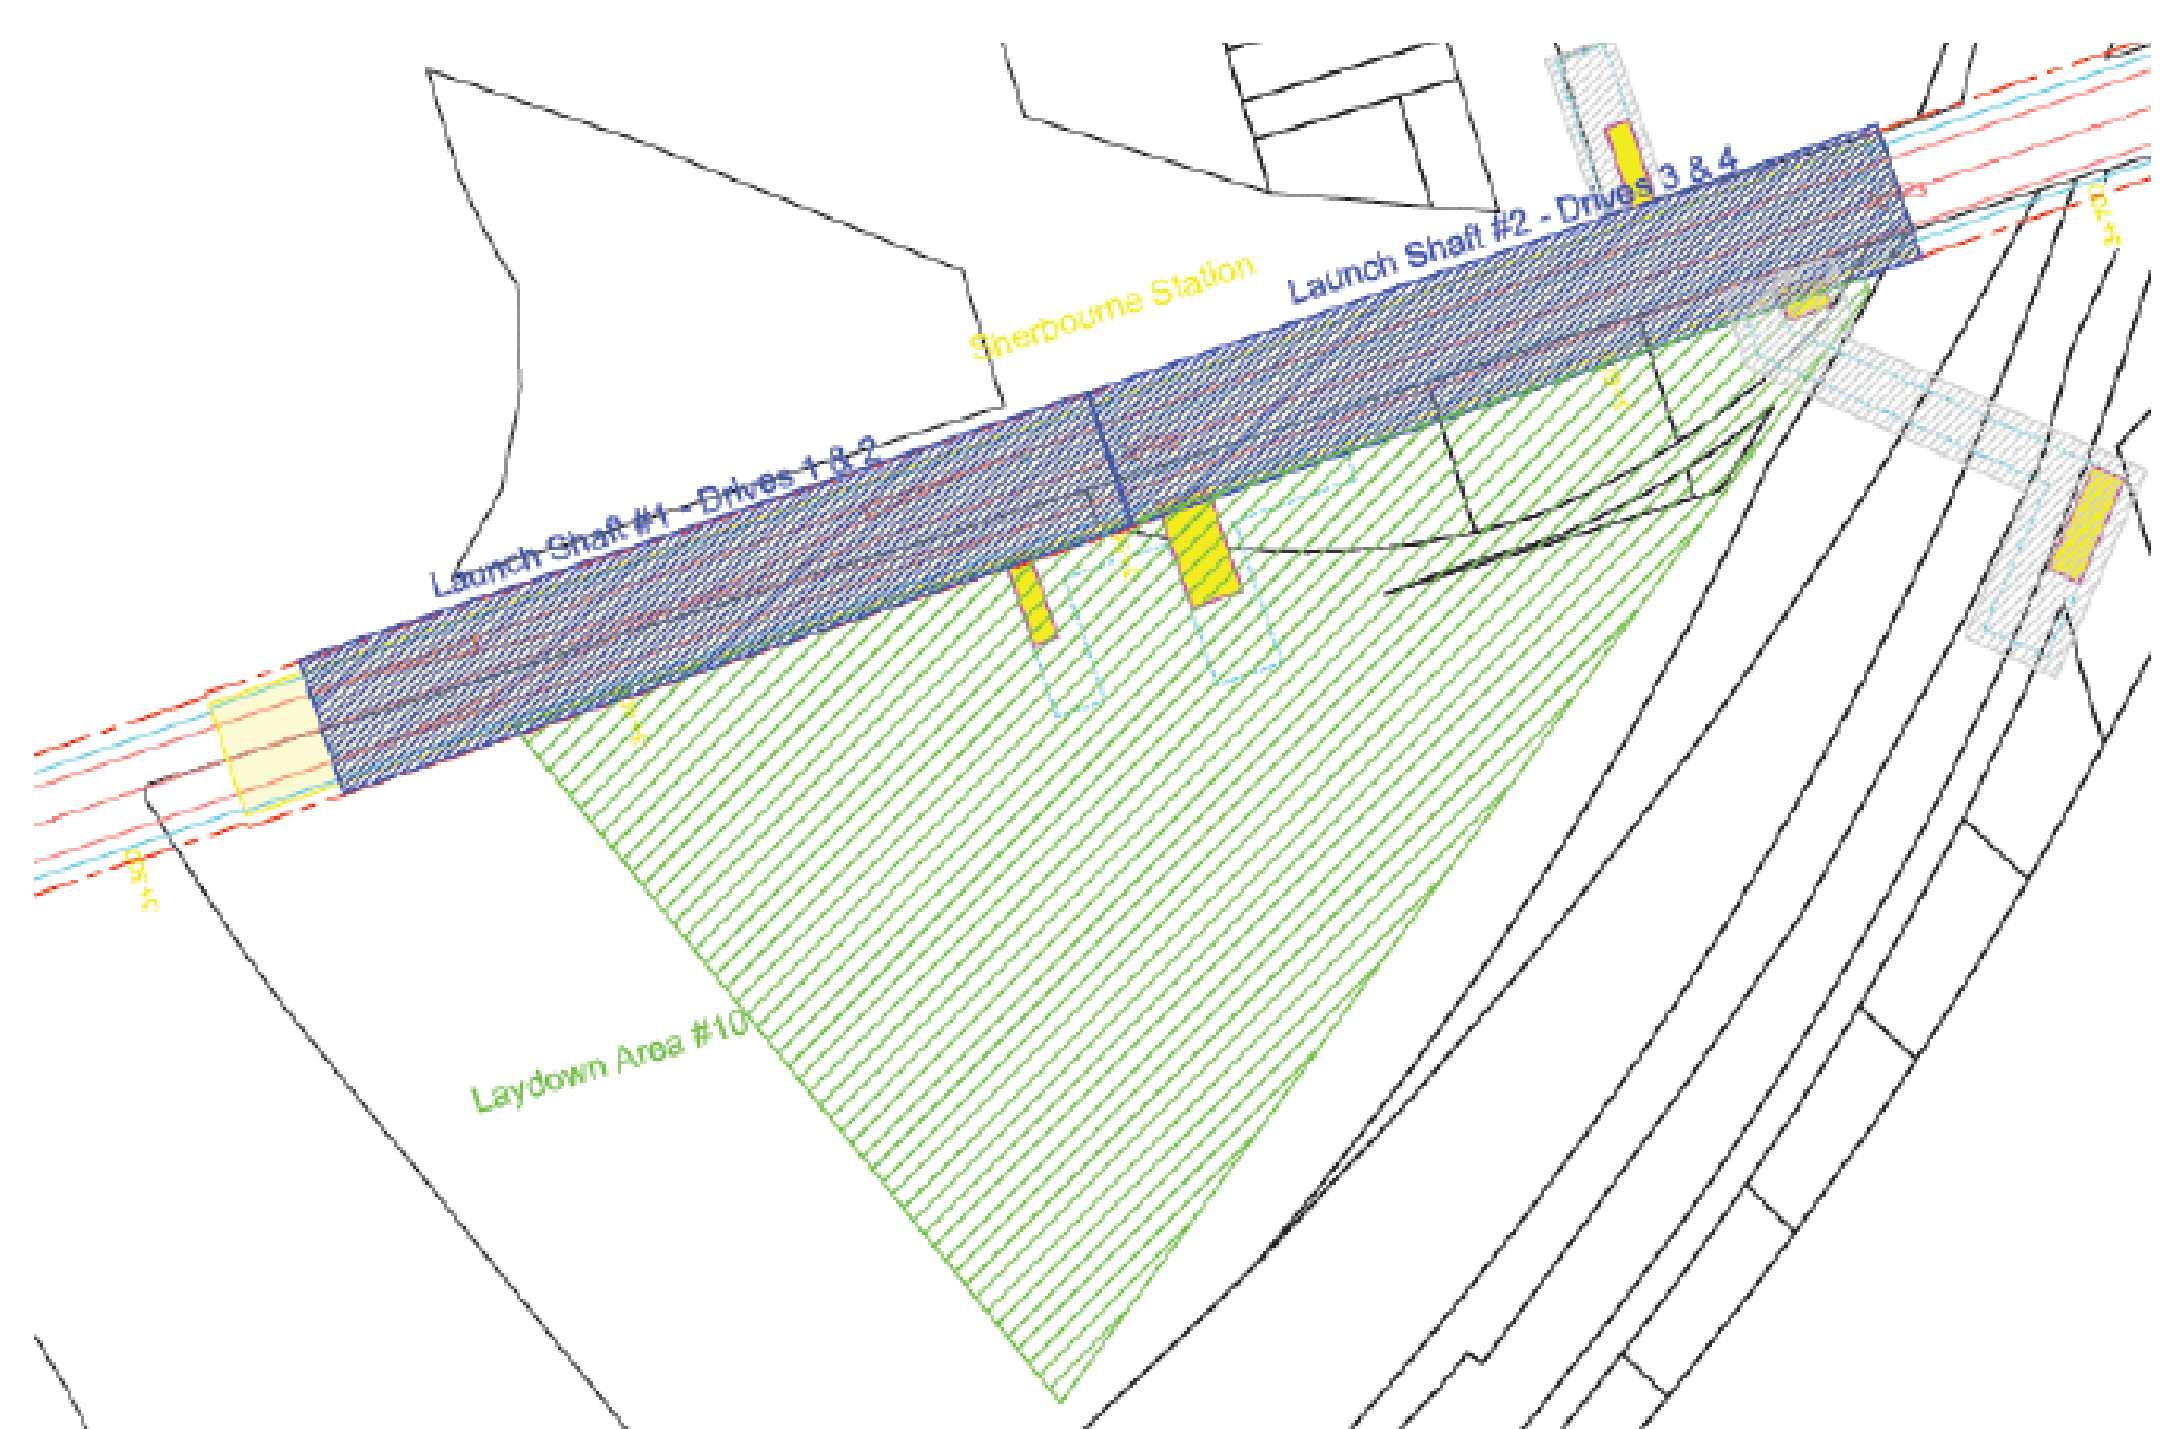 Launch Shaft #2 - Drives 3 & 4
Sherbourne Station
Launch Shaft #1 - Drives 1 & 2
Laydown Area #10